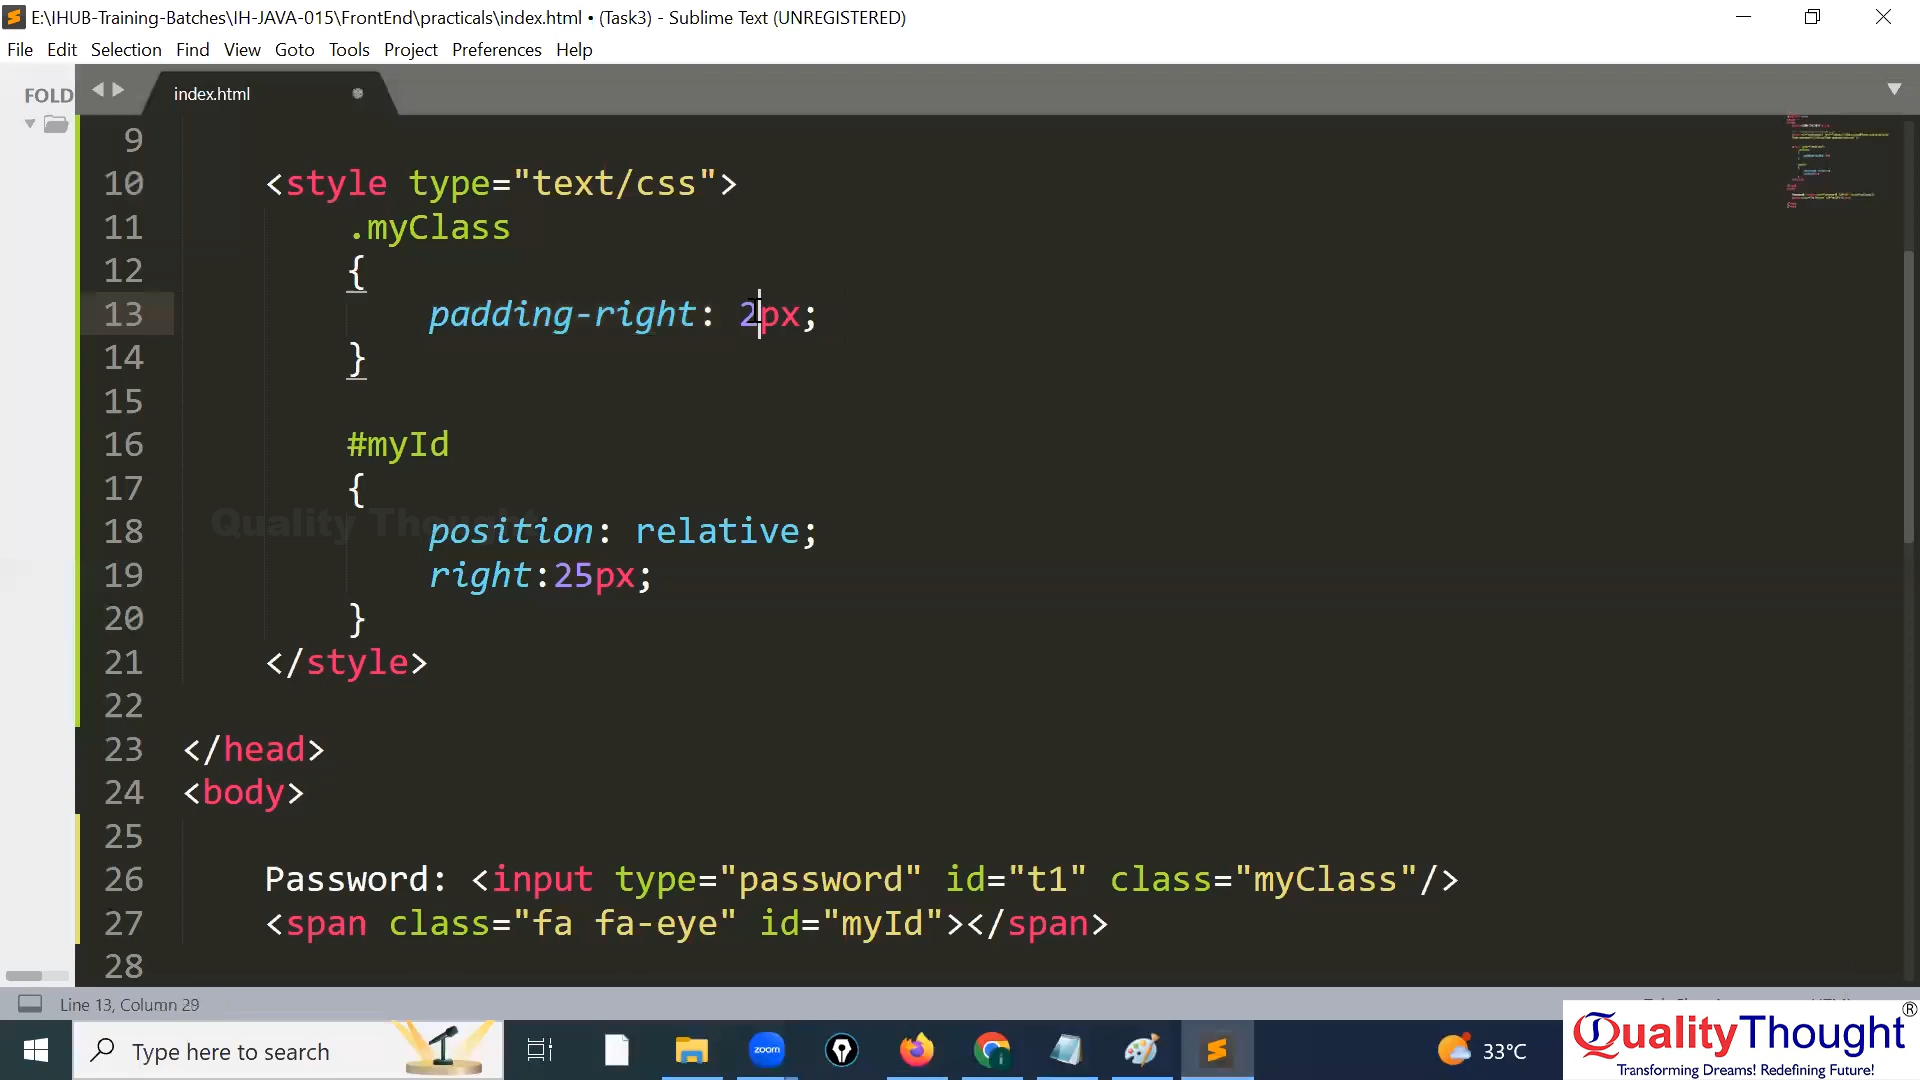 E:\IHUB-Training-Batches\IH-JAVA-015\FrontEnd\practicals\index.html • (Task3) - Sublime Text (UNREGISTERED)
File Edit Selection Find View Goto Tools Project Preferences Help
FOLD
index.html
9
10 <style type="text/css">
11 .myClass
12 {
13 padding-right: 2px;
14 }
15
16 #myId
17 {
18 position: relative;
19 right:25px;
20 }
21 </style>
22
23 </head>
24 <body>
25
26 Password: <input type="password" id="t1" class="myClass"/>
27 <span class="fa fa-eye" id="myId"></span>
28
Quality Thought
Line 13, Column 29
Type here to search
zoom
33°C
QualityThought®
Transforming Dreams! Redefining Future!